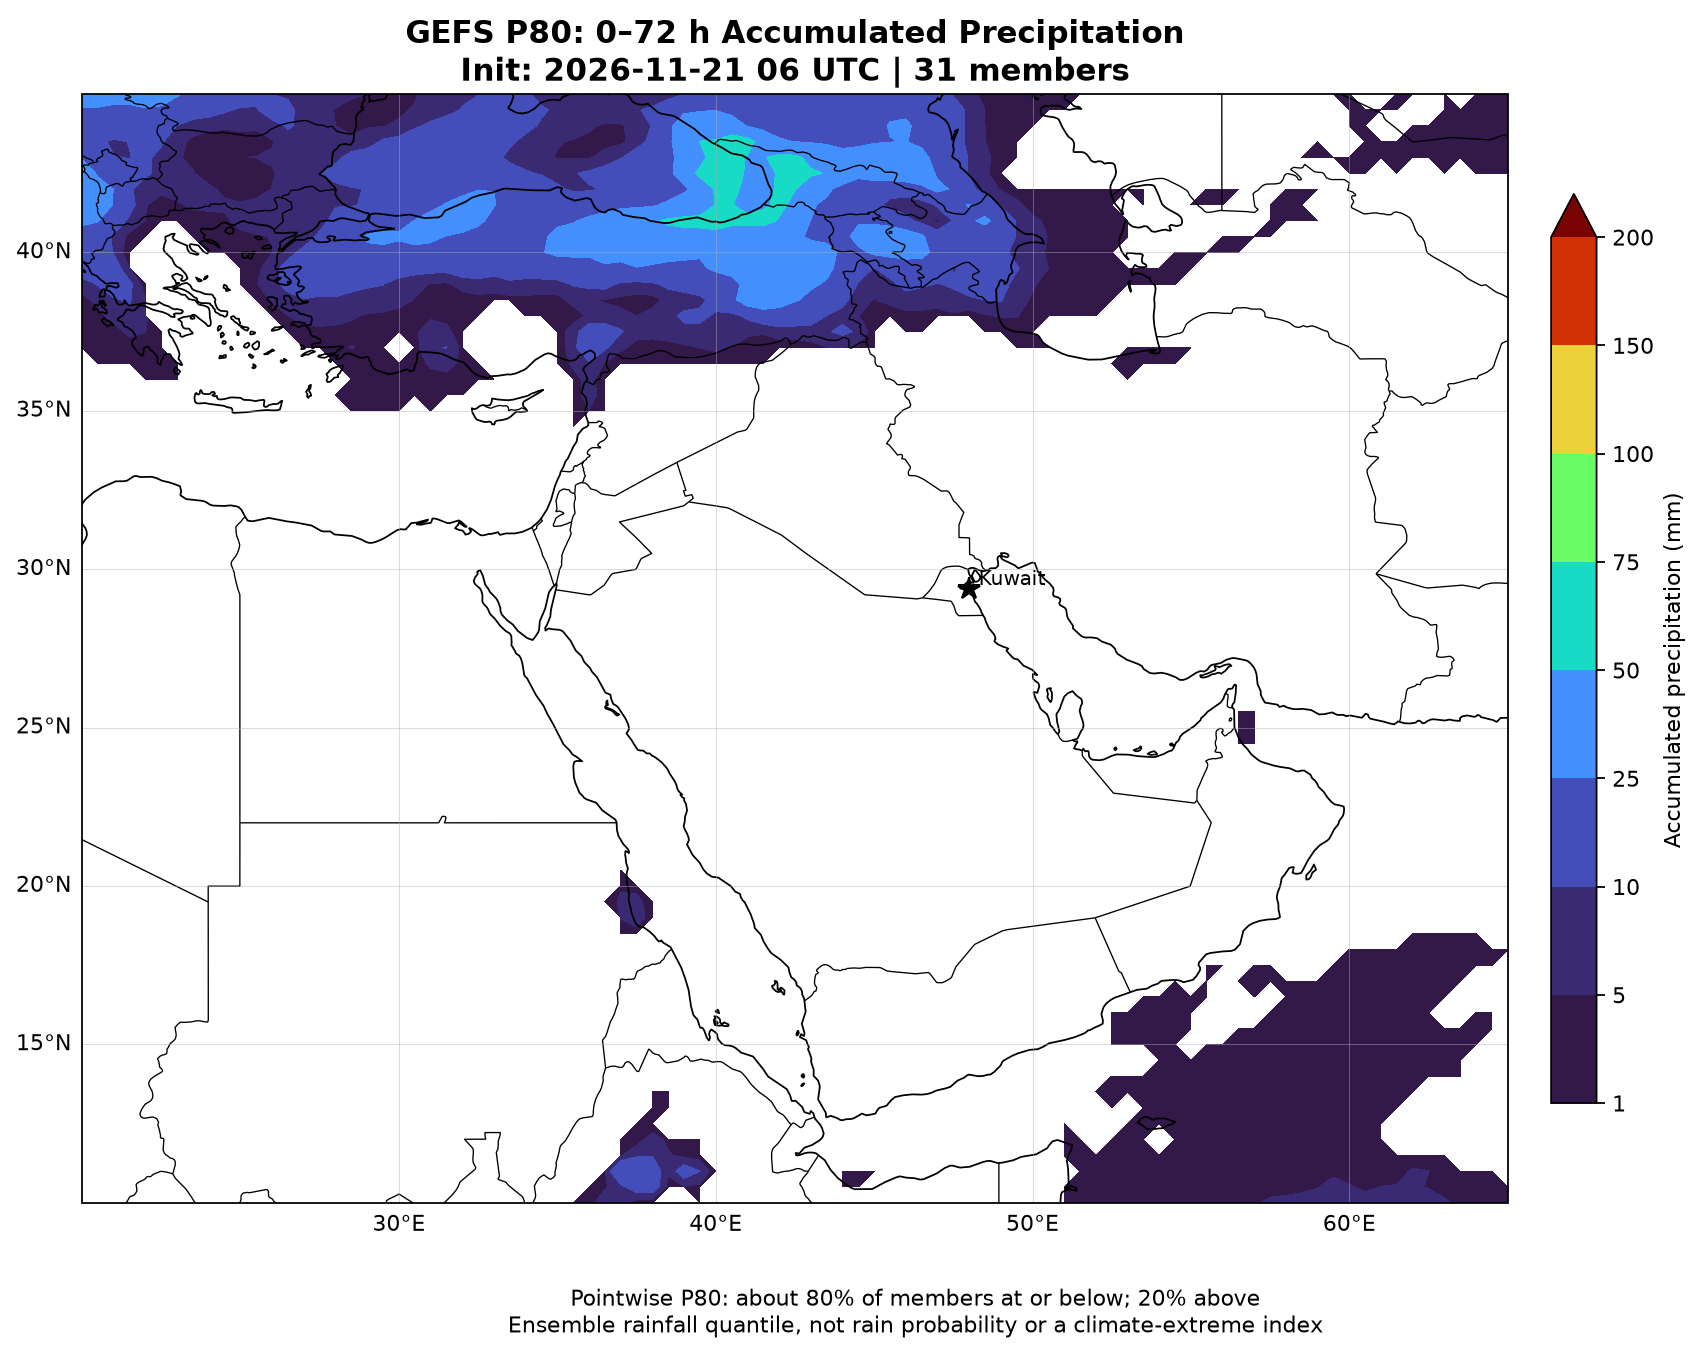 GEFS P80: 0–72 h Accumulated Precipitation
Init: 2026-11-21 06 UTC | 31 members
40°N
35°N
30°N
25°N
20°N
15°N
30°E
40°E
50°E
60°E
Kuwait
200
150
100
75
50
25
10
5
1
Accumulated precipitation (mm)
Pointwise P80: about 80% of members at or below; 20% above
Ensemble rainfall quantile, not rain probability or a climate-extreme index